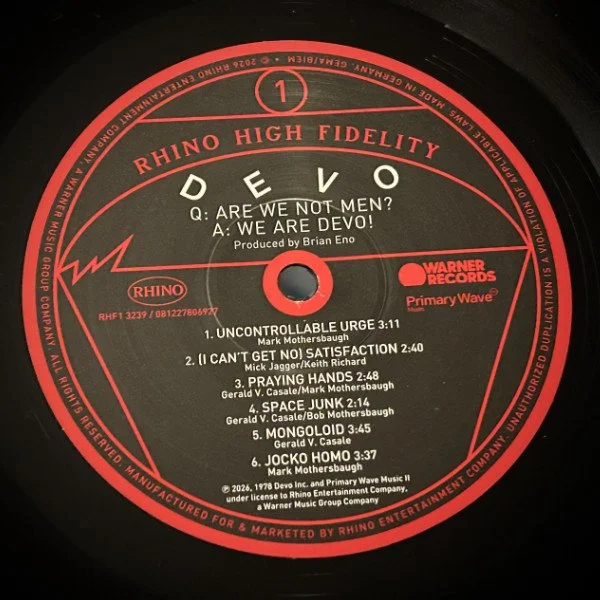 1
RHINO HIGH FIDELITY
DEVO
Q: ARE WE NOT MEN?
A: WE ARE DEVO!
Produced by Brian Eno
RHINO
RHF1 3239 / 081227806977
WARNER
RECORDS
PrimaryWave
Music
1. UNCONTROLLABLE URGE 3:11
Mark Mothersbaugh
2. (I CAN'T GET NO) SATISFACTION 2:40
Mick Jagger/Keith Richard
3. PRAYING HANDS 2:48
Gerald V. Casale/Mark Mothersbaugh
4. SPACE JUNK 2:14
Gerald V. Casale/Bob Mothersbaugh
5. MONGOLOID 3:45
Gerald V. Casale
6. JOCKO HOMO 3:37
Mark Mothersbaugh
℗ 2026, 1978 Devo Inc. and Primary Wave Music II
under license to Rhino Entertainment Company,
a Warner Music Group Company
© 2026 RHINO ENTERTAINMENT COMPANY, A WARNER MUSIC GROUP COMPANY. ALL RIGHTS RESERVED. MANUFACTURED FOR & MARKETED BY RHINO ENTERTAINMENT COMPANY. UNAUTHORIZED DUPLICATION IS A VIOLATION OF APPLICABLE LAWS. MADE IN GERMANY. GEMA/BIEM